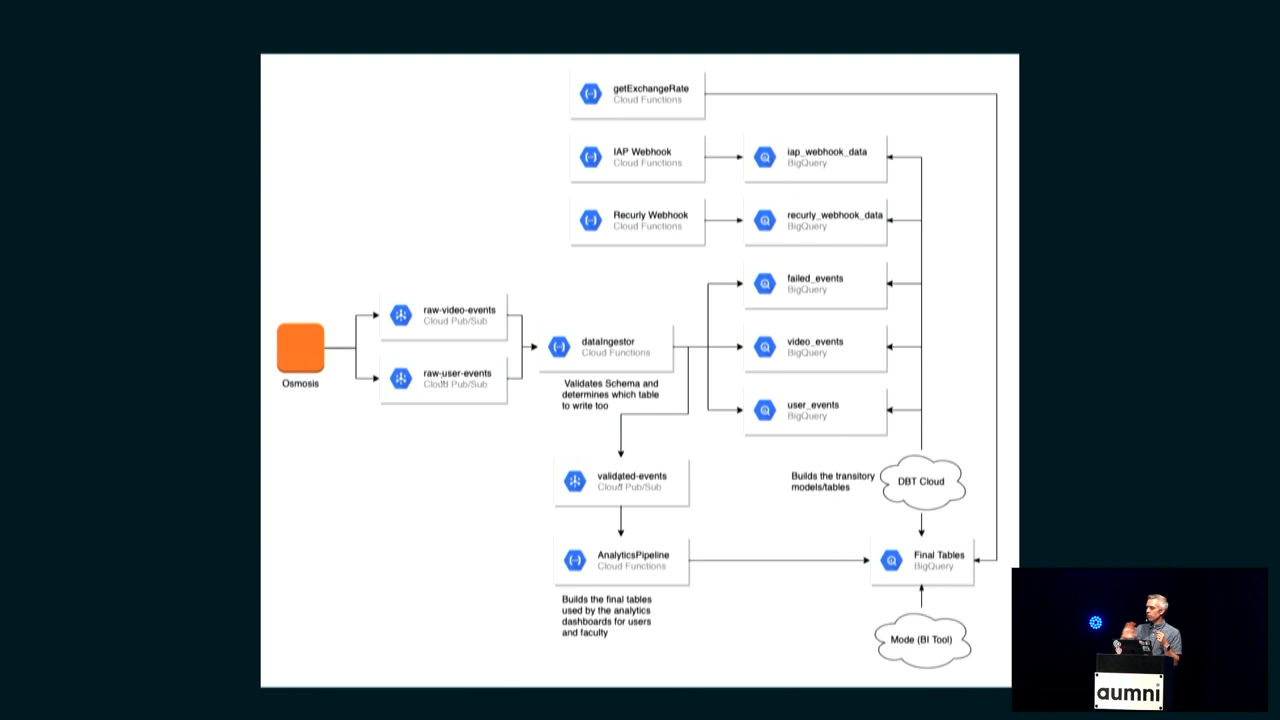 getExchangeRate
Cloud Functions
IAP Webhook
Cloud Functions
iap_webhook_data
BigQuery
Recurly Webhook
Cloud Functions
recurly_webhook_data
BigQuery
failed_events
BigQuery
raw-video-events
Cloud Pub/Sub
dataIngestor
Cloud Functions
video_events
BigQuery
Osmosis
raw-user-events
Cloud Pub/Sub
Validates Schema and
determines which table
to write too
user_events
BigQuery
validated-events
Cloud Pub/Sub
Builds the transitory
models/tables
DBT Cloud
AnalyticsPipeline
Cloud Functions
Final Tables
BigQuery
Builds the final tables
used by the analytics
dashboards for users
and faculty
Mode (BI Tool)
aumni